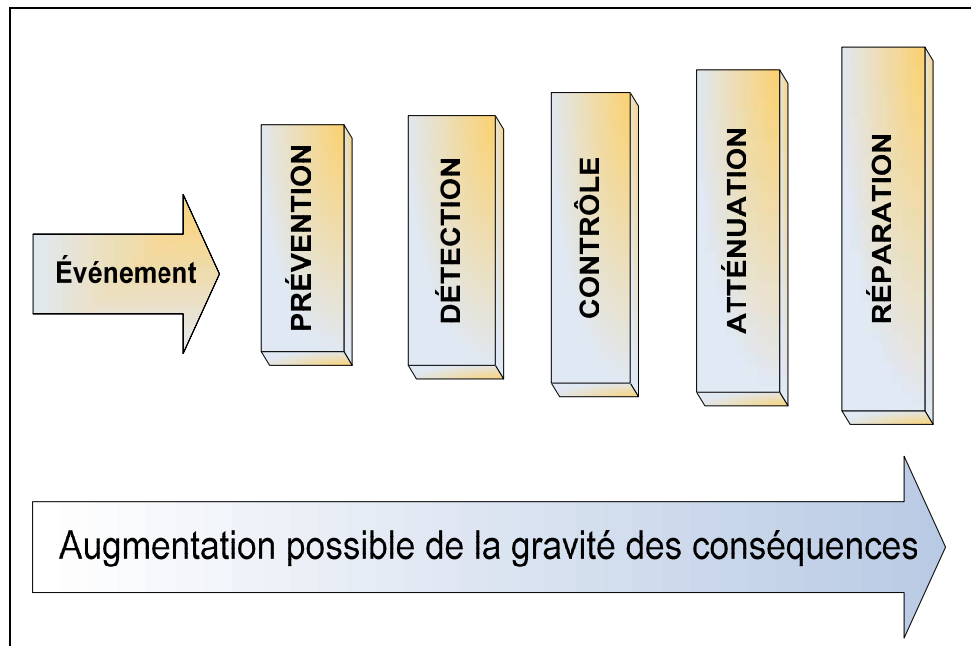 Événement
PRÉVENTION
DÉTECTION
CONTRÔLE
ATTÉNUATION
RÉPARATION
Augmentation possible de la gravité des conséquences